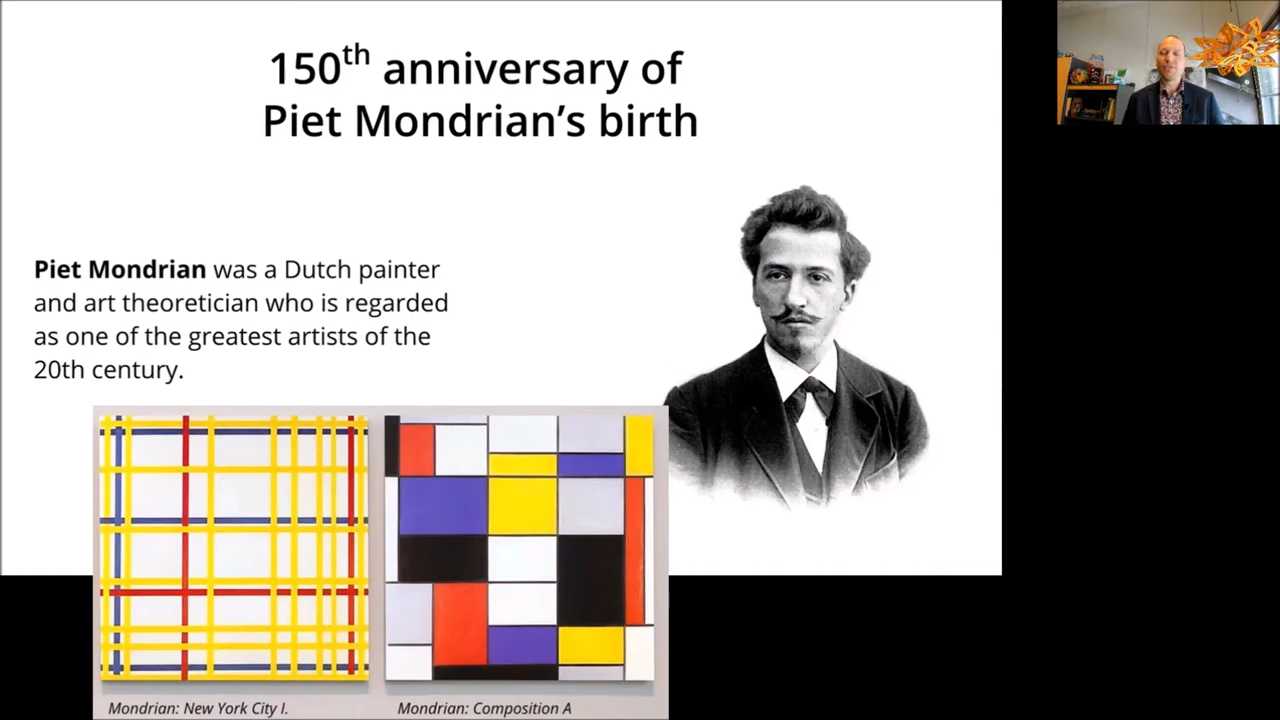 150th anniversary of
Piet Mondrian's birth
Piet Mondrian was a Dutch painter
and art theoretician who is regarded
as one of the greatest artists of the
20th century.
Mondrian: New York City I.
Mondrian: Composition A